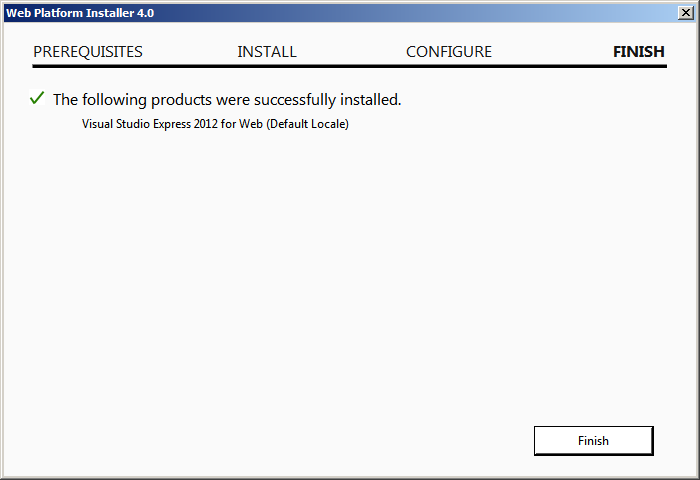 Web Platform Installer 4.0
PREREQUISITES INSTALL CONFIGURE FINISH
The following products were successfully installed.
Visual Studio Express 2012 for Web (Default Locale)
Finish